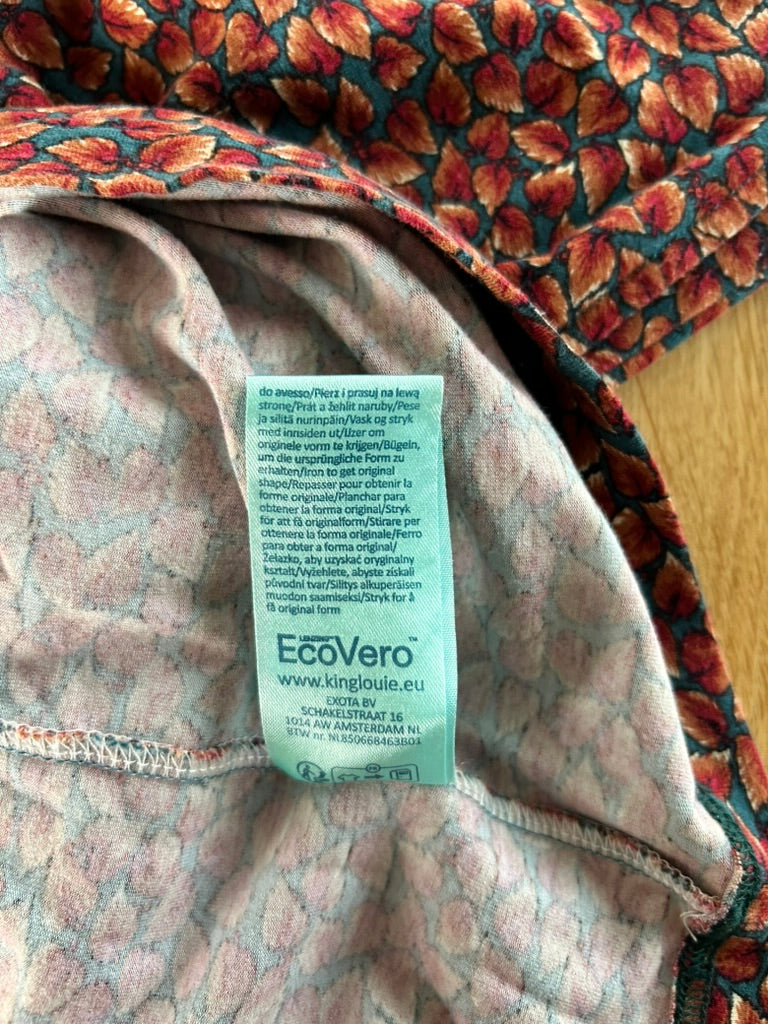 do avesso/Pierz i prasuj na lewą
stronę/Prát a žehlit naruby/Pese
ja silitä nurinpäin/Vask og stryk
med innsiden ut/IJzer om
originele vorm te krijgen/Bügeln,
um die ursprüngliche Form zu
erhalten/Iron to get original
shape/Repasser pour obtenir la
forme originale/Planchar para
obtener la forma original/Stryk
för att få originalform/Stirare per
ottenere la forma originale/Ferro
para obter a forma original/
Żelazko, aby uzyskać oryginalny
kształt/Vyžehlete, abyste získali
původní tvar/Silitys alkuperäisen
muodon saamiseksi/Stryk for å
få original form
LENZING™
EcoVero™
www.kinglouie.eu
EXOTA BV
SCHAKELSTRAAT 16
1014 AW AMSTERDAM NL
BTW nr. NL850668463B01
FR